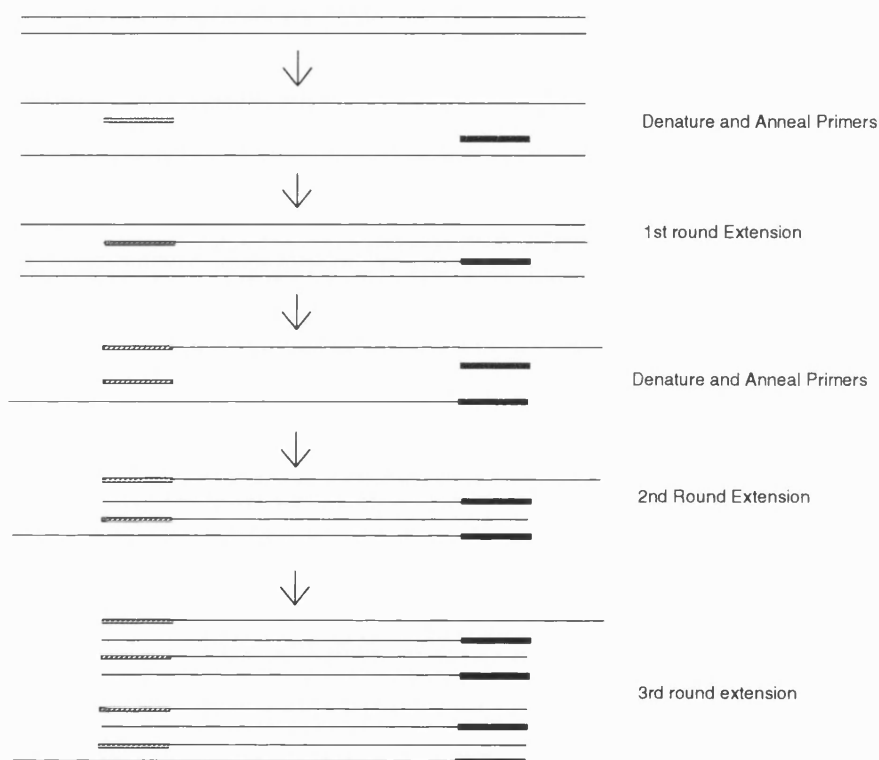 Denature and Anneal Primers
1st round Extension
Denature and Anneal Primers
2nd Round Extension
3rd round extension